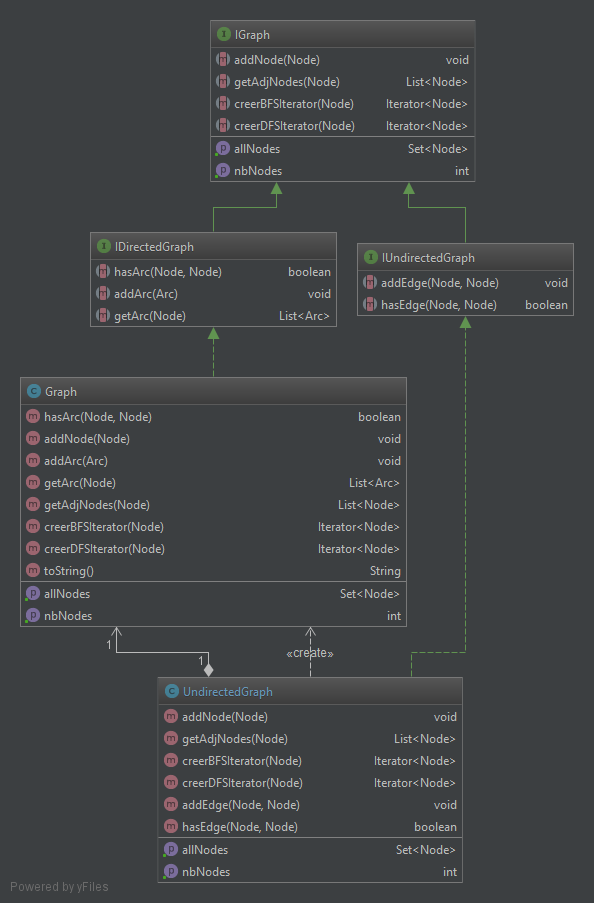 IGraph
addNode(Node) void
getAdjNodes(Node) List<Node>
creerBFSIterator(Node) Iterator<Node>
creerDFSIterator(Node) Iterator<Node>
allNodes Set<Node>
nbNodes int
IDirectedGraph
hasArc(Node, Node) boolean
addArc(Arc) void
getArc(Node) List<Arc>
IUndirectedGraph
addEdge(Node, Node) void
hasEdge(Node, Node) boolean
Graph
hasArc(Node, Node) boolean
addNode(Node) void
addArc(Arc) void
getArc(Node) List<Arc>
getAdjNodes(Node) List<Node>
creerBFSIterator(Node) Iterator<Node>
creerDFSIterator(Node) Iterator<Node>
toString() String
allNodes Set<Node>
nbNodes int
1
1
«create»
UndirectedGraph
addNode(Node) void
getAdjNodes(Node) List<Node>
creerBFSIterator(Node) Iterator<Node>
creerDFSIterator(Node) Iterator<Node>
addEdge(Node, Node) void
hasEdge(Node, Node) boolean
allNodes Set<Node>
nbNodes int
Powered by yFiles